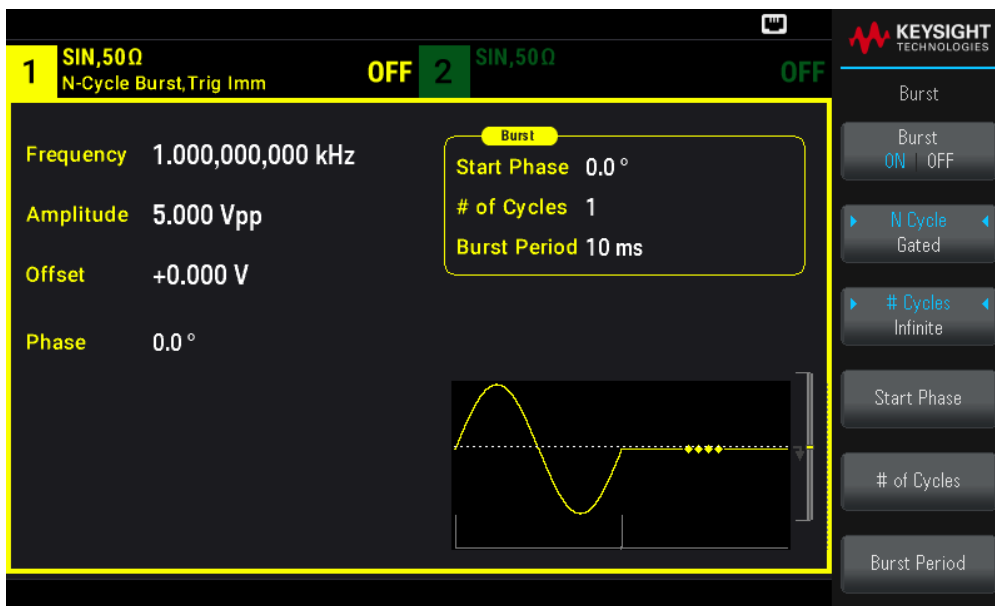 KEYSIGHT
TECHNOLOGIES
1
SIN,50Ω
N-Cycle Burst,Trig Imm
OFF
2
SIN,50Ω
OFF
Frequency 1.000,000,000 kHz
Amplitude 5.000 Vpp
Offset +0.000 V
Phase 0.0 °
Burst
Start Phase 0.0 °
# of Cycles 1
Burst Period 10 ms
Burst
Burst
ON | OFF
N Cycle
Gated
# Cycles
Infinite
Start Phase
# of Cycles
Burst Period